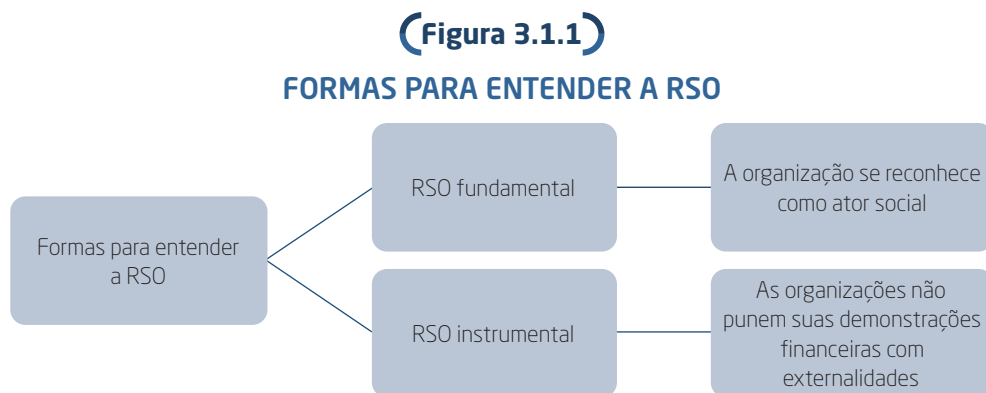 Figura 3.1.1
FORMAS PARA ENTENDER A RSO
Formas para entender
a RSO
RSO fundamental
A organização se reconhece
como ator social
RSO instrumental
As organizações não
punem suas demonstrações
financeiras com
externalidades